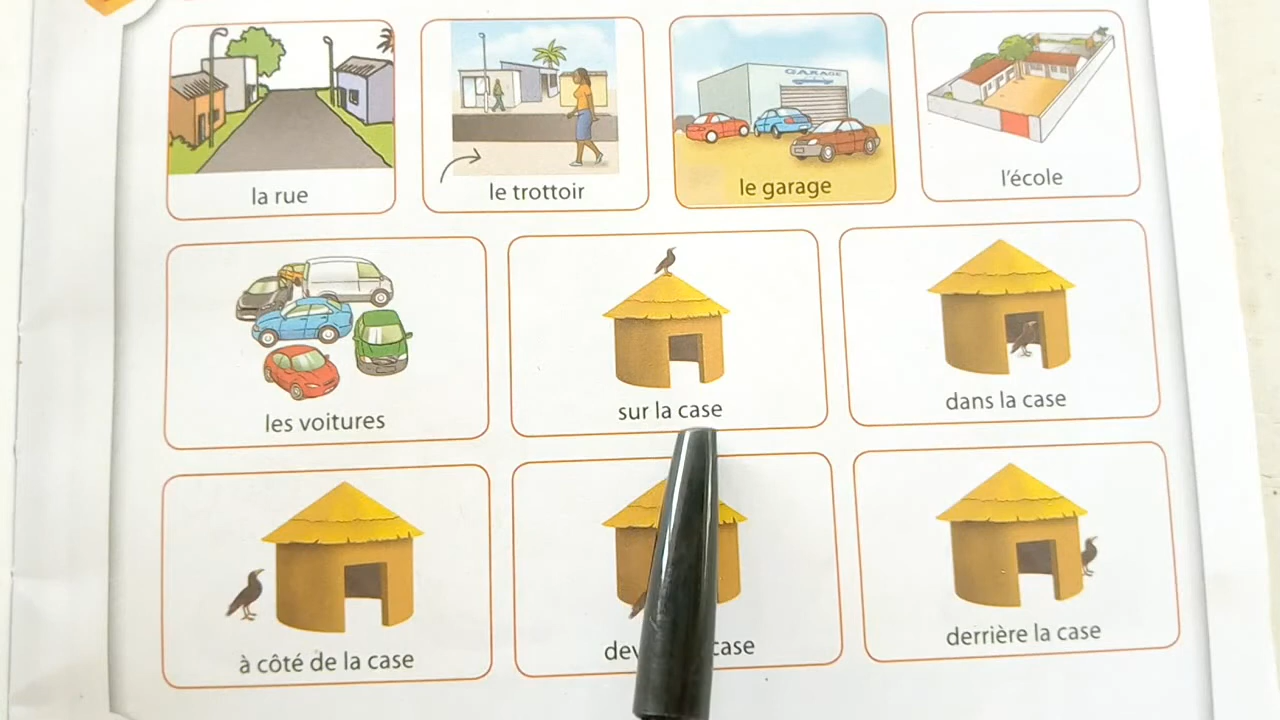 la rue
le trottoir
GARAGE
le garage
l'école
les voitures
sur la case
dans la case
à côté de la case
case
derrière la case